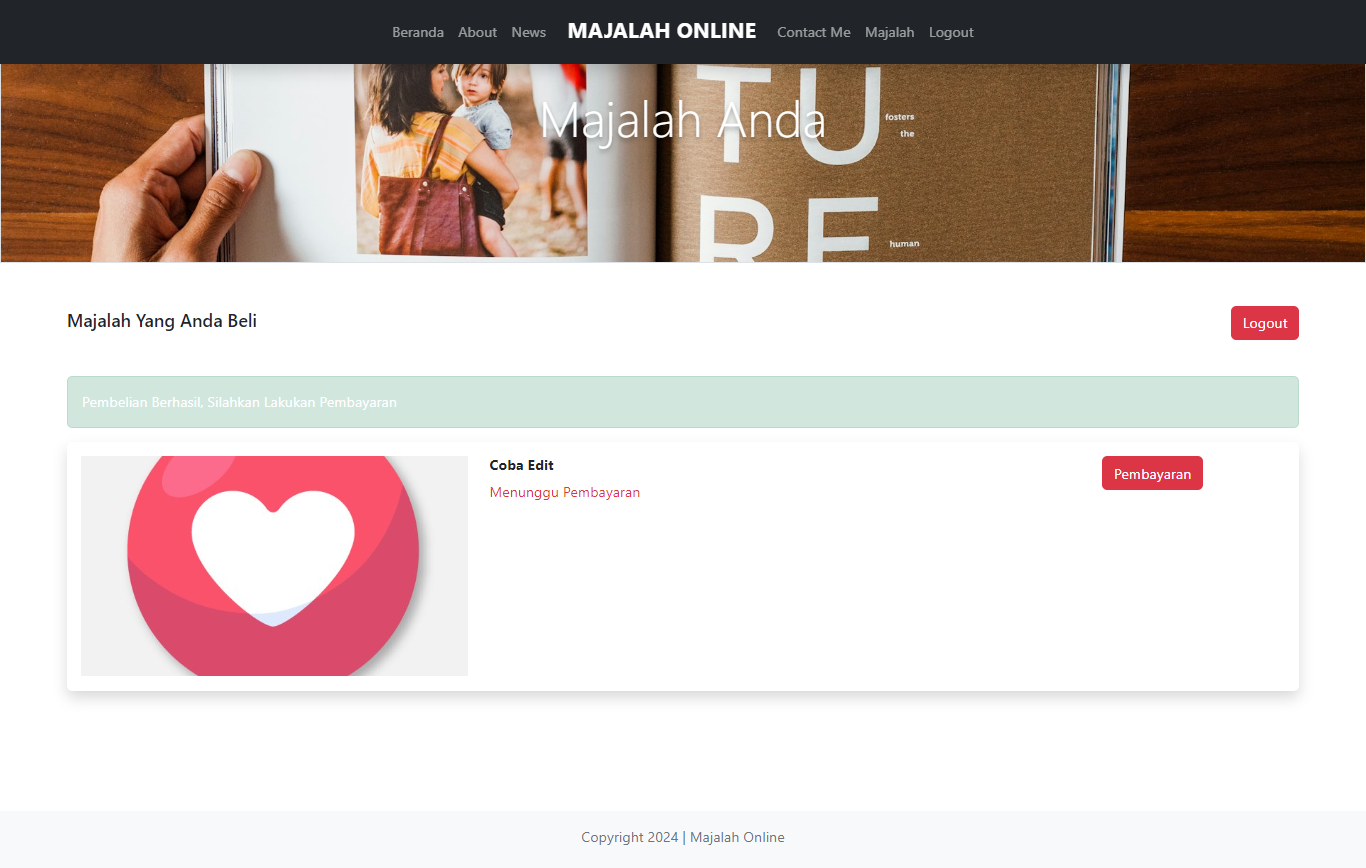 Beranda About News MAJALAH ONLINE Contact Me Majalah Logout
Majalah Anda
TU
fosters
the
RE
human
Majalah Yang Anda Beli
Logout
Pembelian Berhasil, Silahkan Lakukan Pembayaran
Coba Edit
Pembayaran
Menunggu Pembayaran
Copyright 2024 | Majalah Online